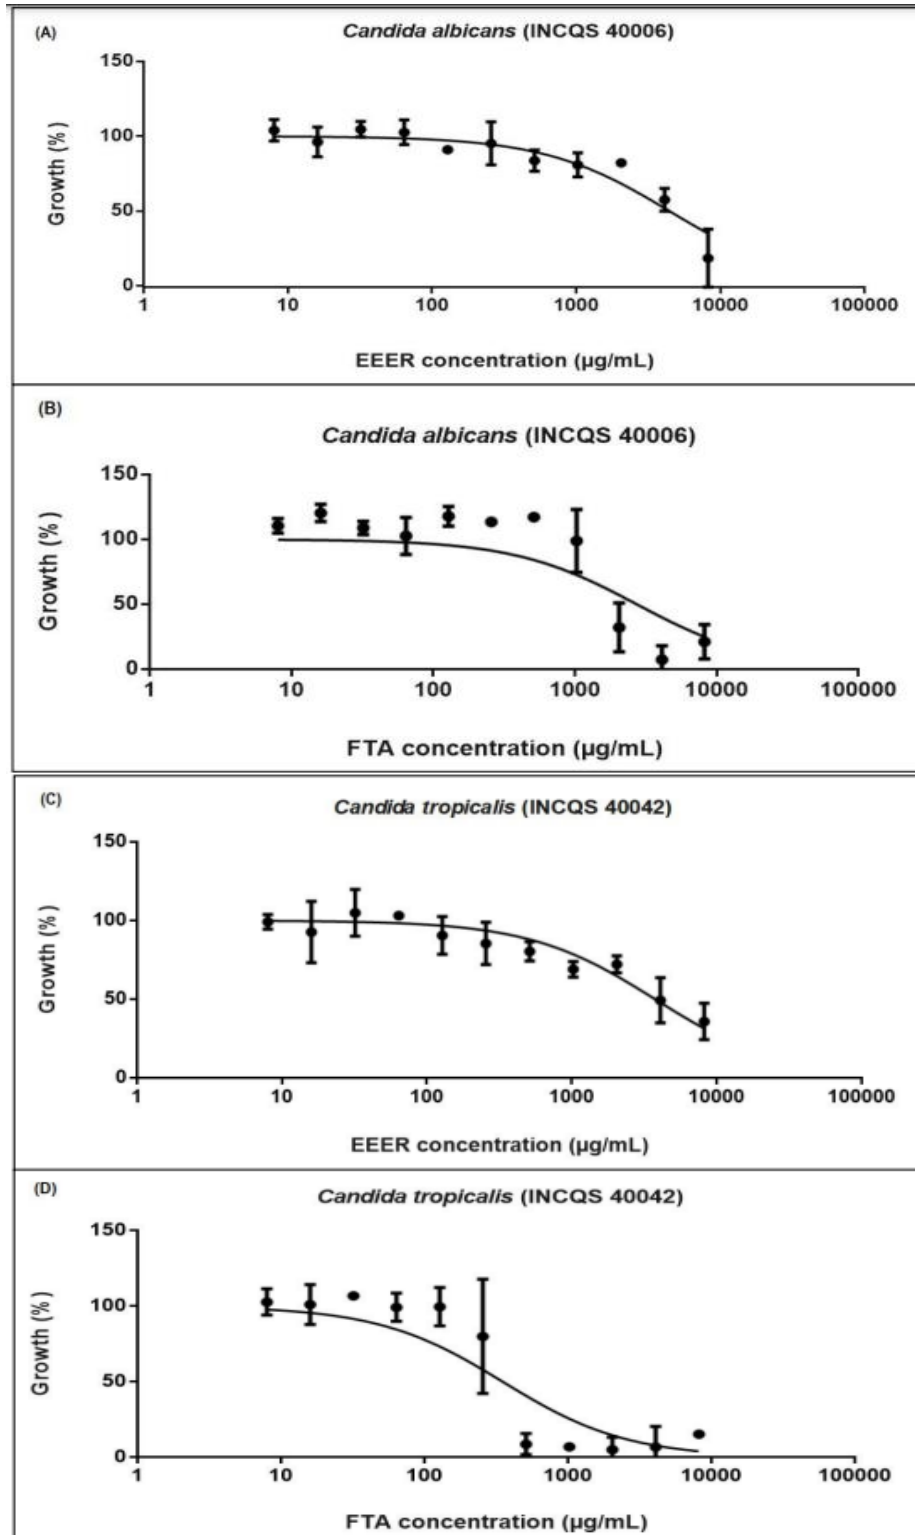 (A)
Candida albicans (INCQS 40006)
150
100
50
0
Growth (%)
1 10 100 1000 10000 100000
EEER concentration (µg/mL)
(B)
Candida albicans (INCQS 40006)
150
100
50
0
Growth (%)
1 10 100 1000 10000 100000
FTA concentration (µg/mL)
(C)
Candida tropicalis (INCQS 40042)
150
100
50
0
Growth (%)
1 10 100 1000 10000 100000
EEER concentration (µg/mL)
(D)
Candida tropicalis (INCQS 40042)
150
100
50
0
Growth (%)
1 10 100 1000 10000 100000
FTA concentration (µg/mL)